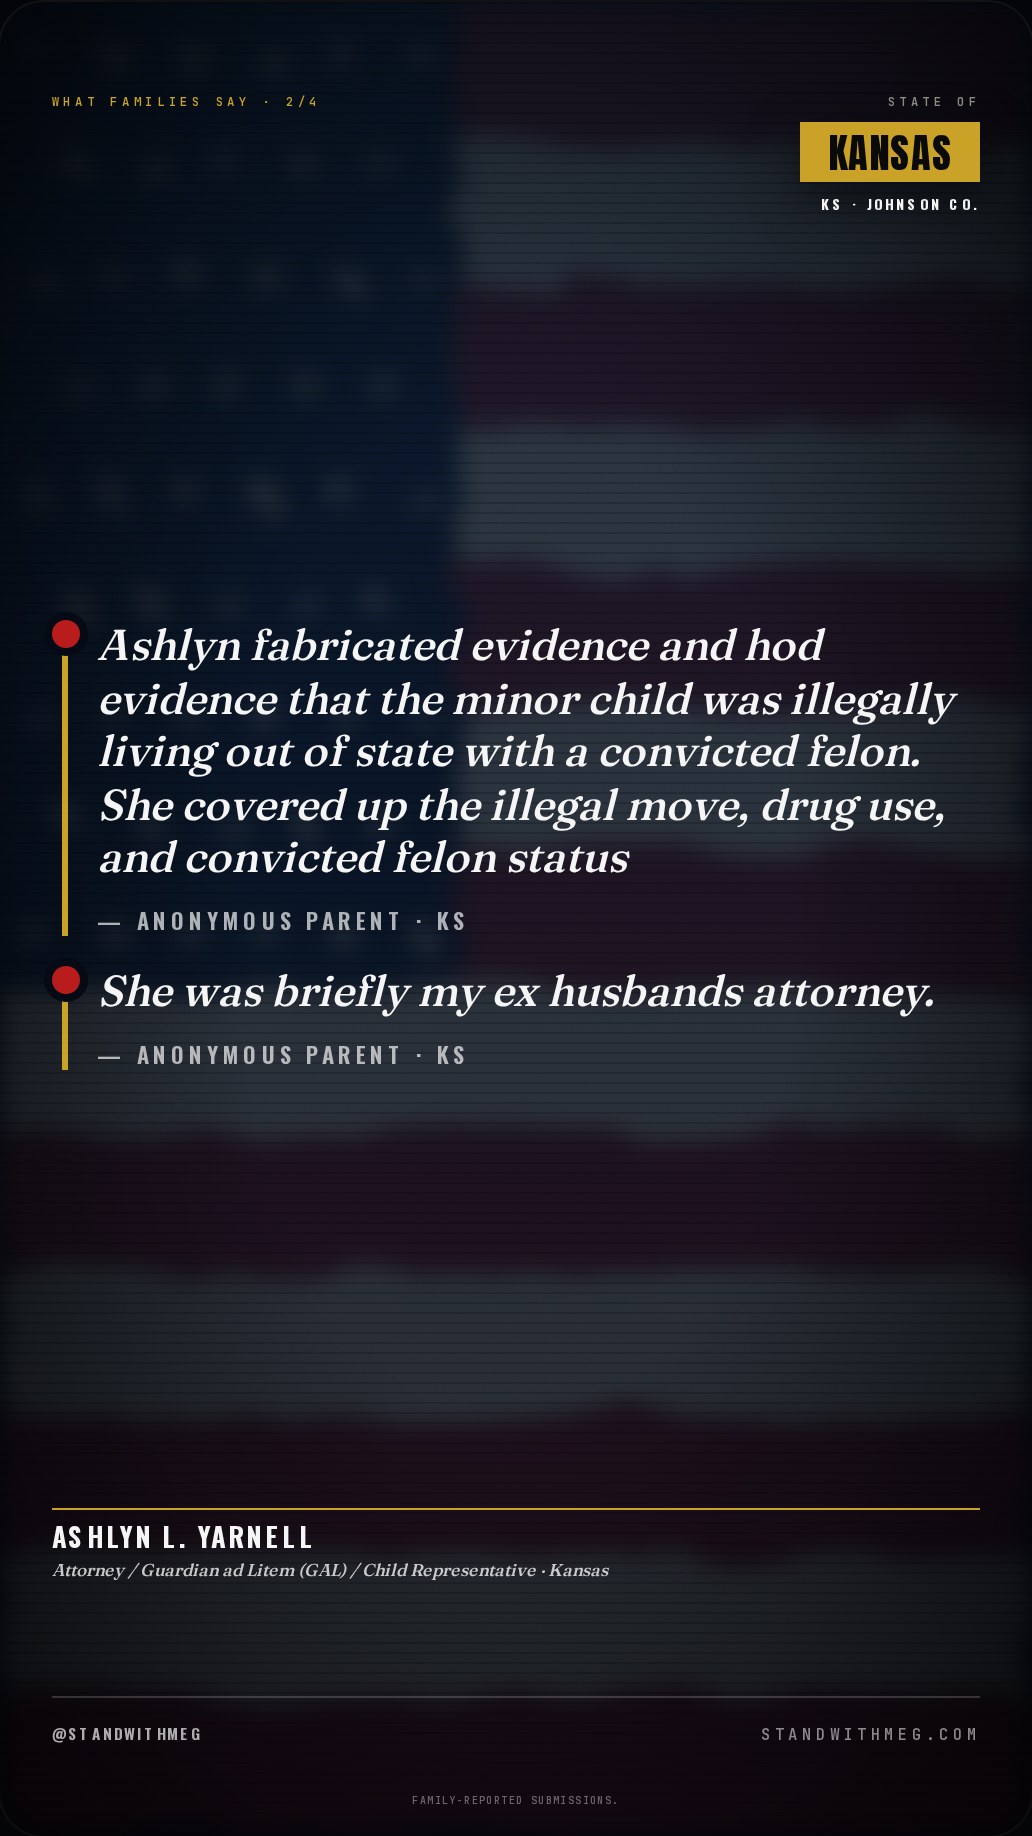 WHAT FAMILIES SAY · 2/4
STATE OF
KANSAS
KS · JOHNSON CO.
Ashlyn fabricated evidence and hod
evidence that the minor child was illegally
living out of state with a convicted felon.
She covered up the illegal move, drug use,
and convicted felon status
— ANONYMOUS PARENT · KS
She was briefly my ex husbands attorney.
— ANONYMOUS PARENT · KS
ASHLYN L. YARNELL
Attorney / Guardian ad Litem (GAL) / Child Representative · Kansas
@STANDWITHMEG
STANDWITHMEG.COM
FAMILY-REPORTED SUBMISSIONS.